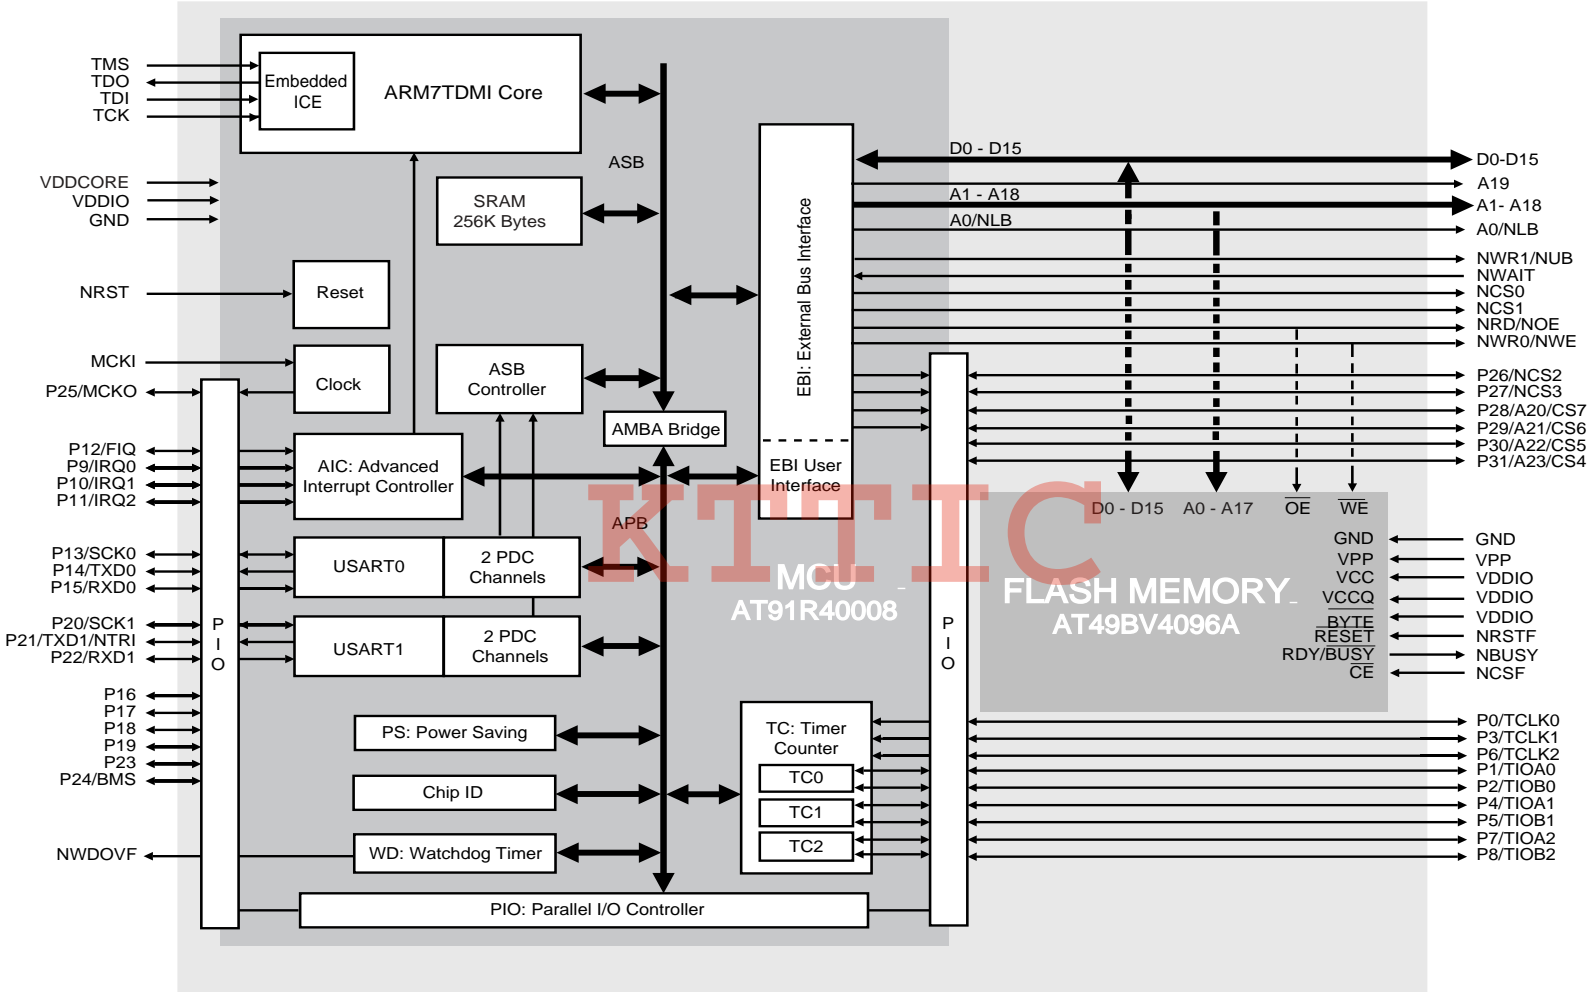 TMS
TDO
TDI
TCK
VDDCORE
VDDIO
GND
NRST
MCKI
P25/MCKO
P12/FIQ
P9/IRQ0
P10/IRQ1
P11/IRQ2
P13/SCK0
P14/TXD0
P15/RXD0
P20/SCK1
P21/TXD1/NTRI
P22/RXD1
P16
P17
P18
P19
P23
P24/BMS
NWDOVF
P
I
O
Embedded
ICE
ARM7TDMI Core
SRAM
256K Bytes
ASB
Reset
Clock
ASB
Controller
AMBA Bridge
AIC: Advanced
Interrupt Controller
APB
USART0
2 PDC
Channels
USART1
2 PDC
Channels
PS: Power Saving
Chip ID
WD: Watchdog Timer
PIO: Parallel I/O Controller
EBI: External Bus Interface
EBI User
Interface
KTTIC
MCU
AT91R40008
TC: Timer
Counter
TC0
TC1
TC2
P
I
O
D0 - D15
A1 - A18
A0/NLB
D0 - D15 A0 - A17 OE WE
FLASH MEMORY
AT49BV4096A
GND
VPP
VCC
VCCQ
BYTE
RESET
RDY/BUSY
CE
D0-D15
A19
A1- A18
A0/NLB
NWR1/NUB
NWAIT
NCS0
NCS1
NRD/NOE
NWR0/NWE
P26/NCS2
P27/NCS3
P28/A20/CS7
P29/A21/CS6
P30/A22/CS5
P31/A23/CS4
GND
VPP
VDDIO
VDDIO
VDDIO
NRSTF
NBUSY
NCSF
P0/TCLK0
P3/TCLK1
P6/TCLK2
P1/TIOA0
P2/TIOB0
P4/TIOA1
P5/TIOB1
P7/TIOA2
P8/TIOB2